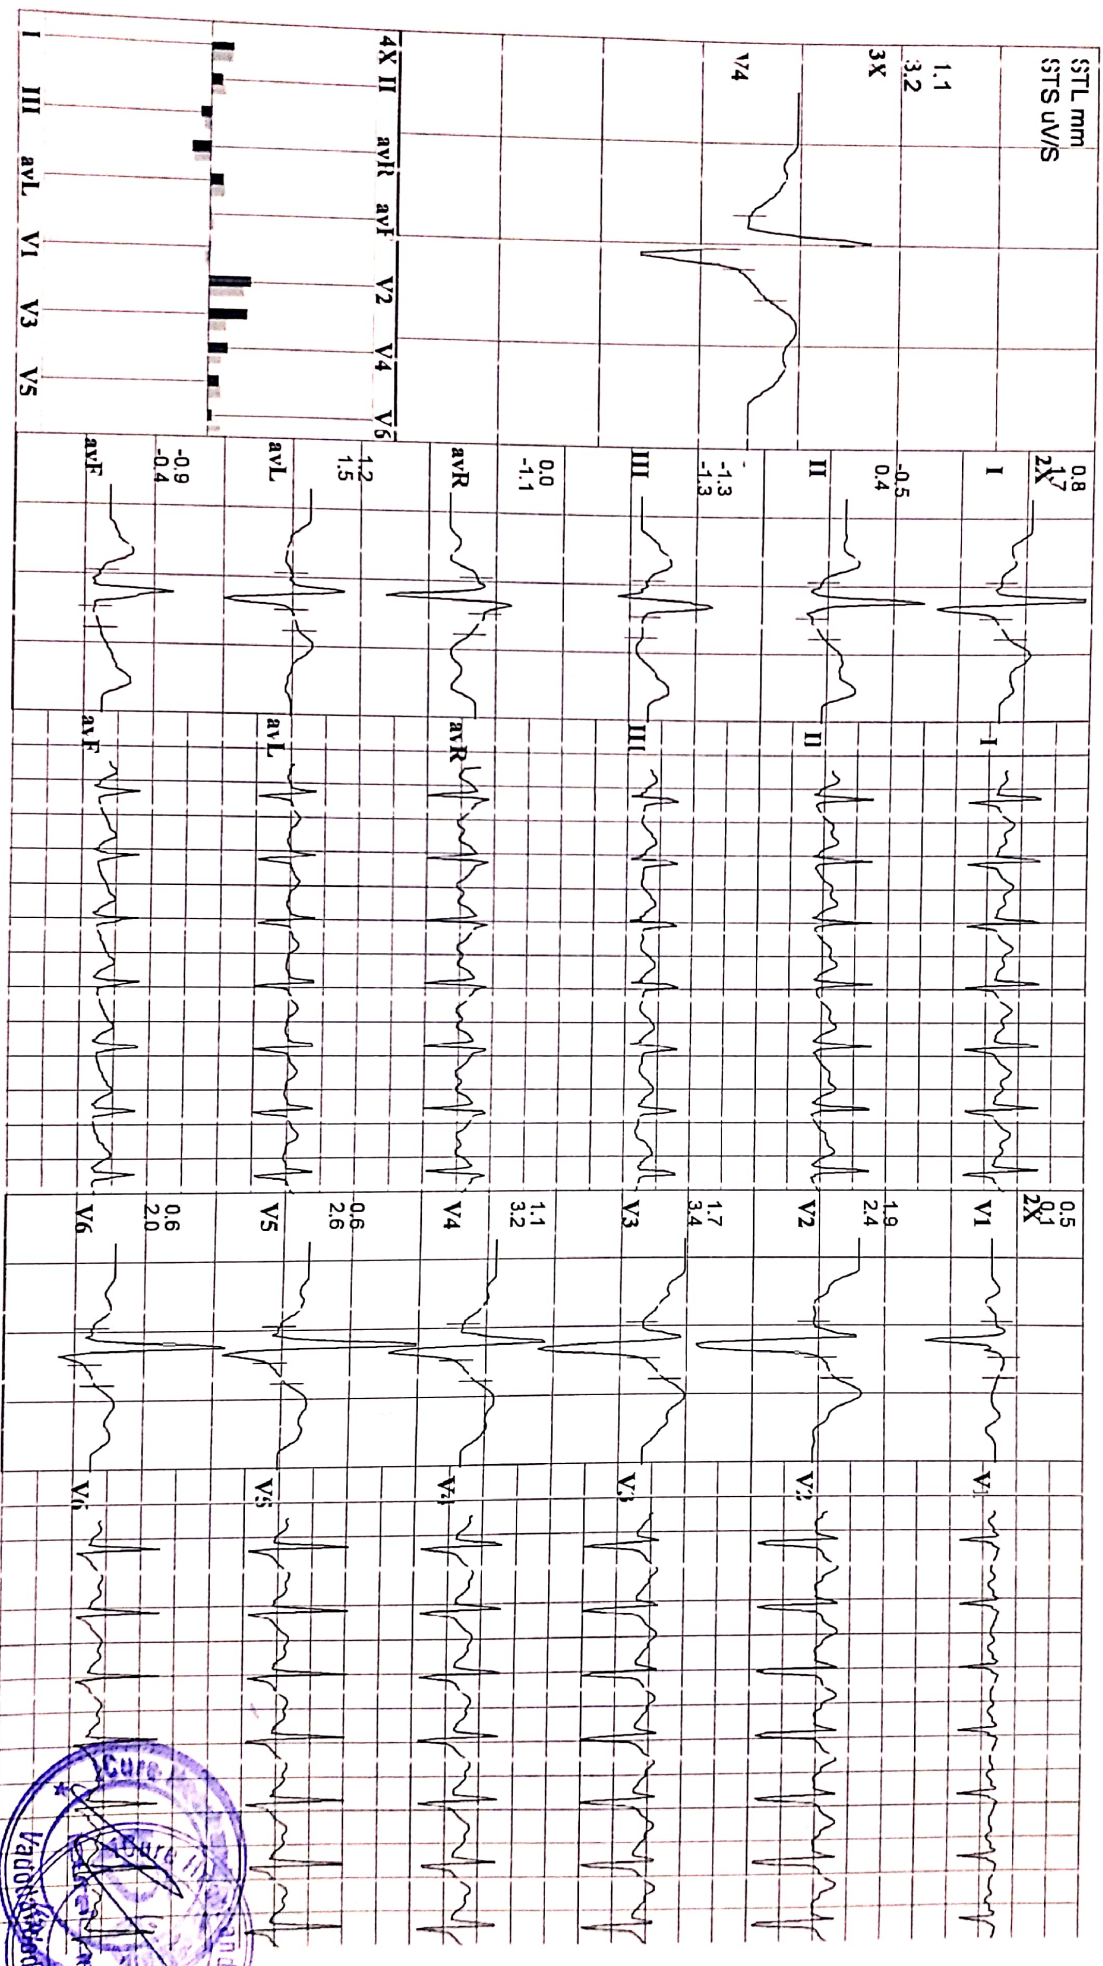 STL mm
STS uV/S
1.1
3.2
3X
V4
4X II avR avF V2 V4 V6
I III avL V1 V3 V5
0.8
1.7
2X
I
I
-0.5
0.4
II
II
-1.3
-1.3
III
III
0.0
-1.1
avR
avR
1.2
1.5
avL
avL
-0.9
-0.4
avF
avF
0.5
0.1
2X
V1
V1
1.9
2.4
V2
V2
1.7
3.4
V3
V3
1.1
3.2
V4
V4
0.6
2.6
V5
V5
0.6
2.0
V6
V6
Cure